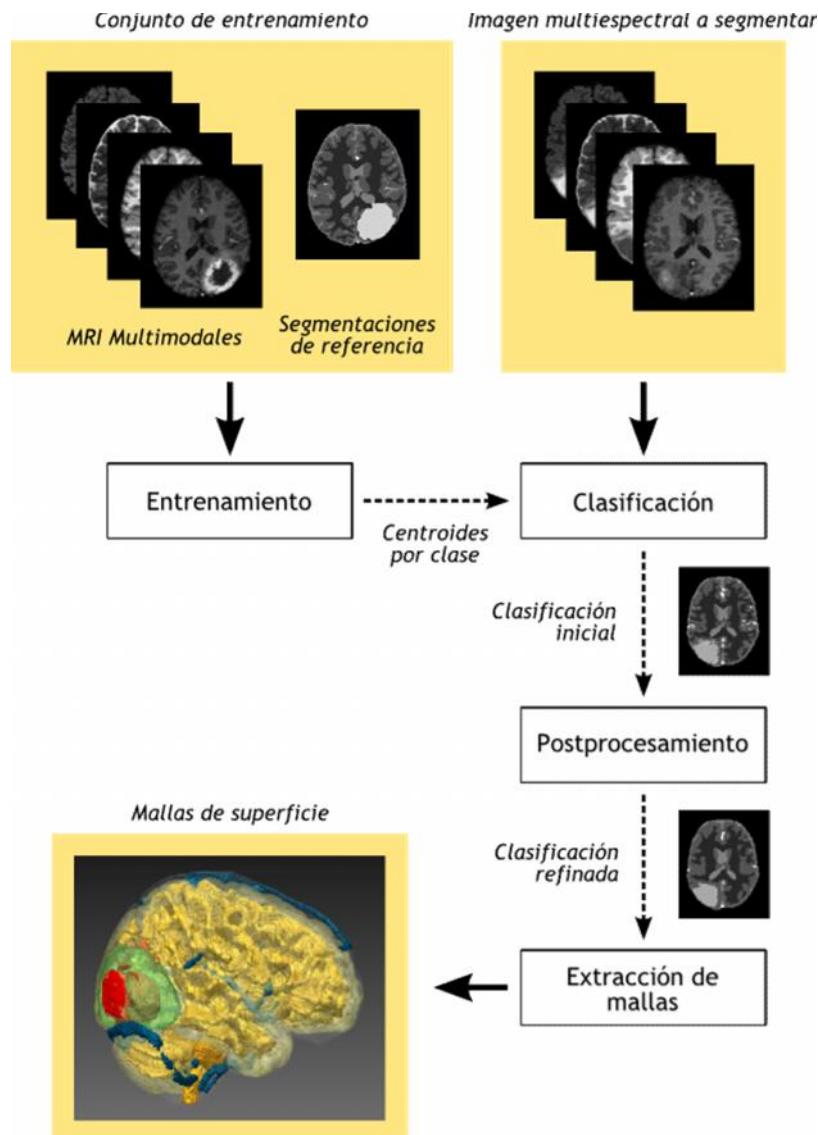 Conjunto de entrenamiento
Imagen multiespectral a segmentar
MRI Multimodales
Segmentaciones
de referencia
Entrenamiento
Centroides
por clase
Clasificación
Clasificación
inicial
Postprocesamiento
Clasificación
refinada
Extracción de
mallas
Mallas de superficie